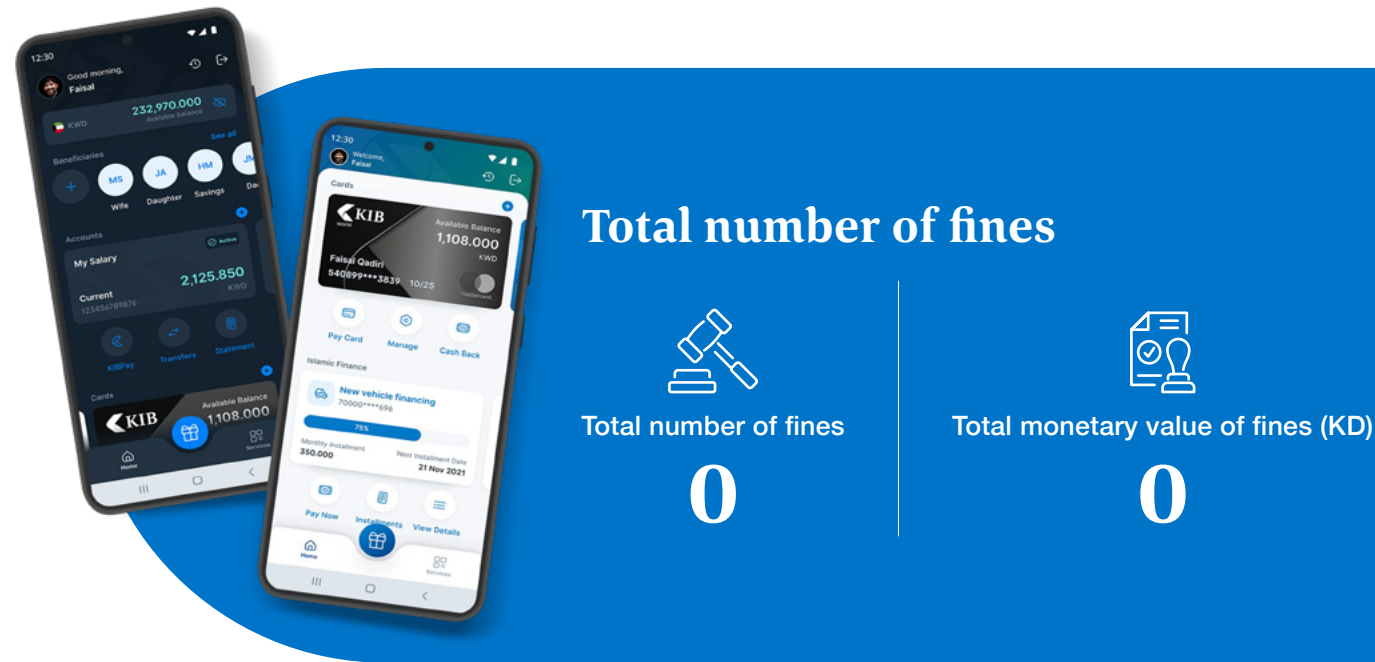 12:30
Good morning,
Faisal
KWD
232,970.000
Available balance
Beneficiaries
See all
+
MS
JA
HM
JM
Wife
Daughter
Savings
Da
Accounts
Active
My Salary
2,125.850
Current
KWD
123456789876
KIBPay
Transfers
Statement
Cards
KIB
Available Balance
1,108.000
Home
Services
12:30
Welcome,
Faisal
Cards
KIB
World
Available Balance
1,108.000
KWD
Faisal Qadiri
540899***3839 10/25
mastercard
Pay Card
Manage
Cash Back
Islamic Finance
New vehicle financing
70000****696
75%
Monthly Installment
Next Installment Date
350.000
21 Nov 2021
Pay Now
Installments
View Details
Home
Services
Total number of fines
Total number of fines
0
Total monetary value of fines (KD)
0